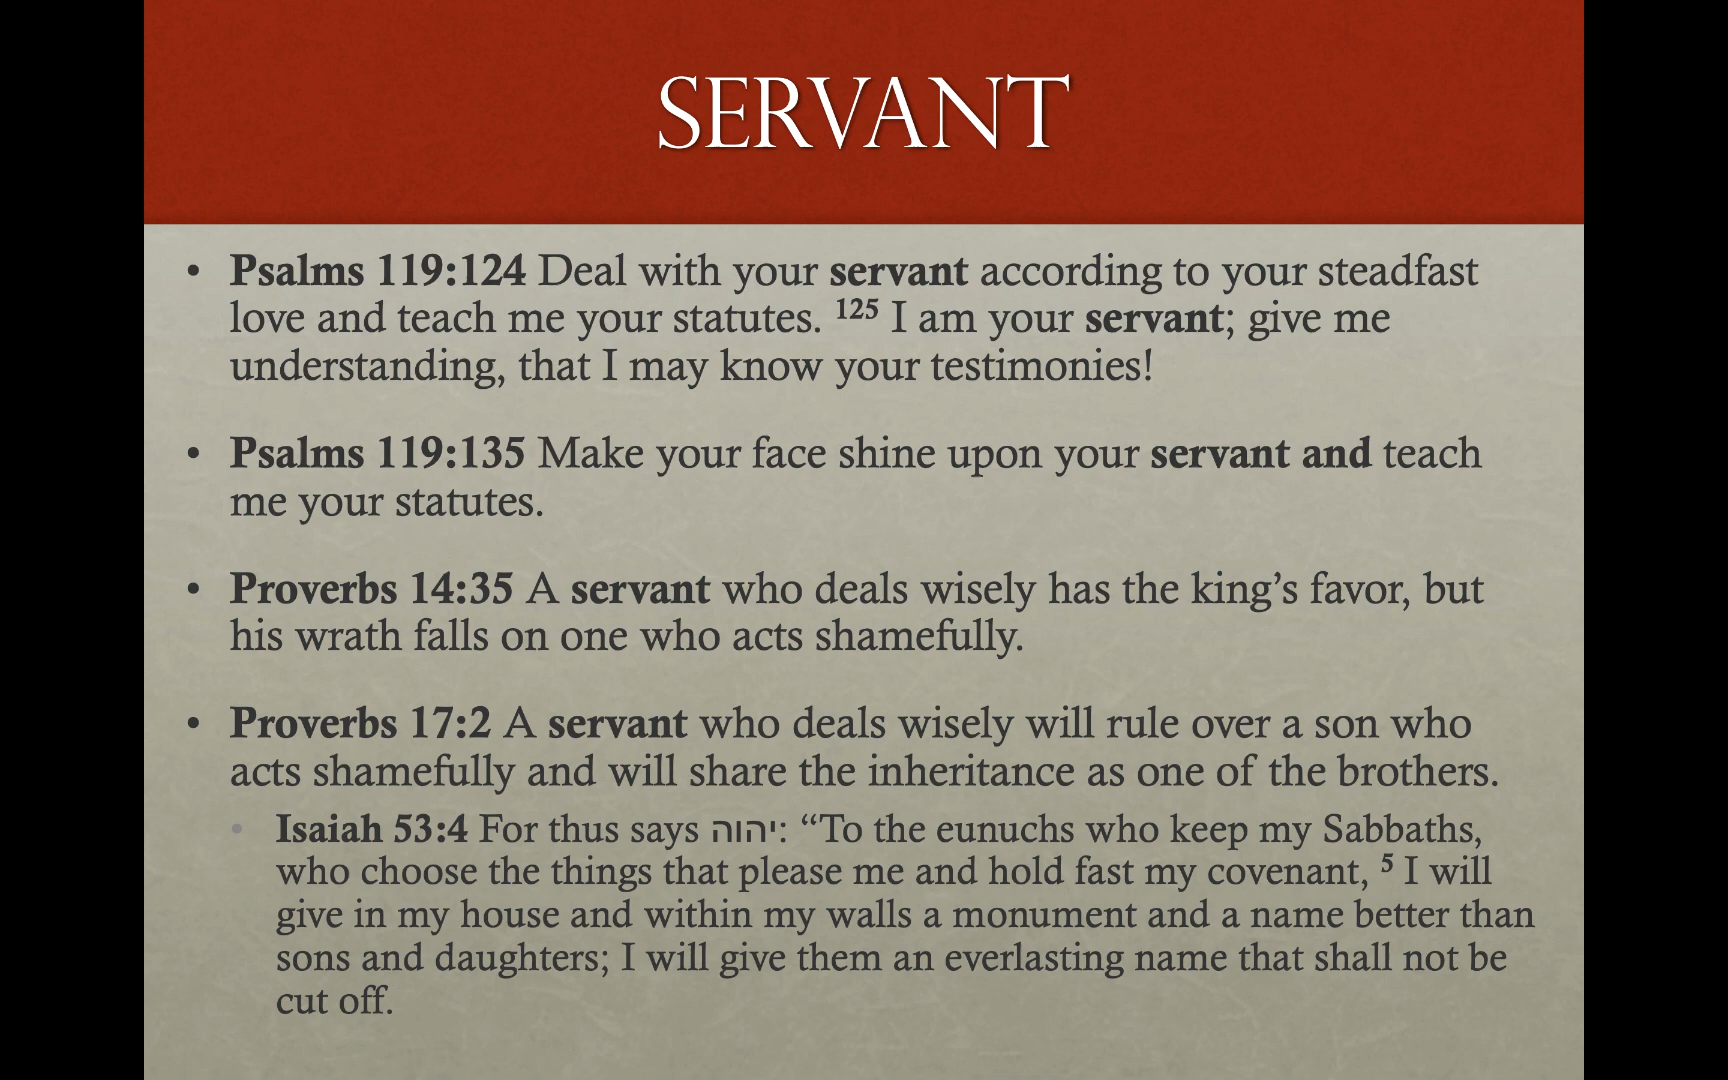 SERVANT
• Psalms 119:124 Deal with your servant according to your steadfast
love and teach me your statutes. 125 I am your servant; give me
understanding, that I may know your testimonies!
• Psalms 119:135 Make your face shine upon your servant and teach
me your statutes.
• Proverbs 14:35 A servant who deals wisely has the king’s favor, but
his wrath falls on one who acts shamefully.
• Proverbs 17:2 A servant who deals wisely will rule over a son who
acts shamefully and will share the inheritance as one of the brothers.
• Isaiah 53:4 For thus says יהוה: “To the eunuchs who keep my Sabbaths,
who choose the things that please me and hold fast my covenant, 5 I will
give in my house and within my walls a monument and a name better than
sons and daughters; I will give them an everlasting name that shall not be
cut off.